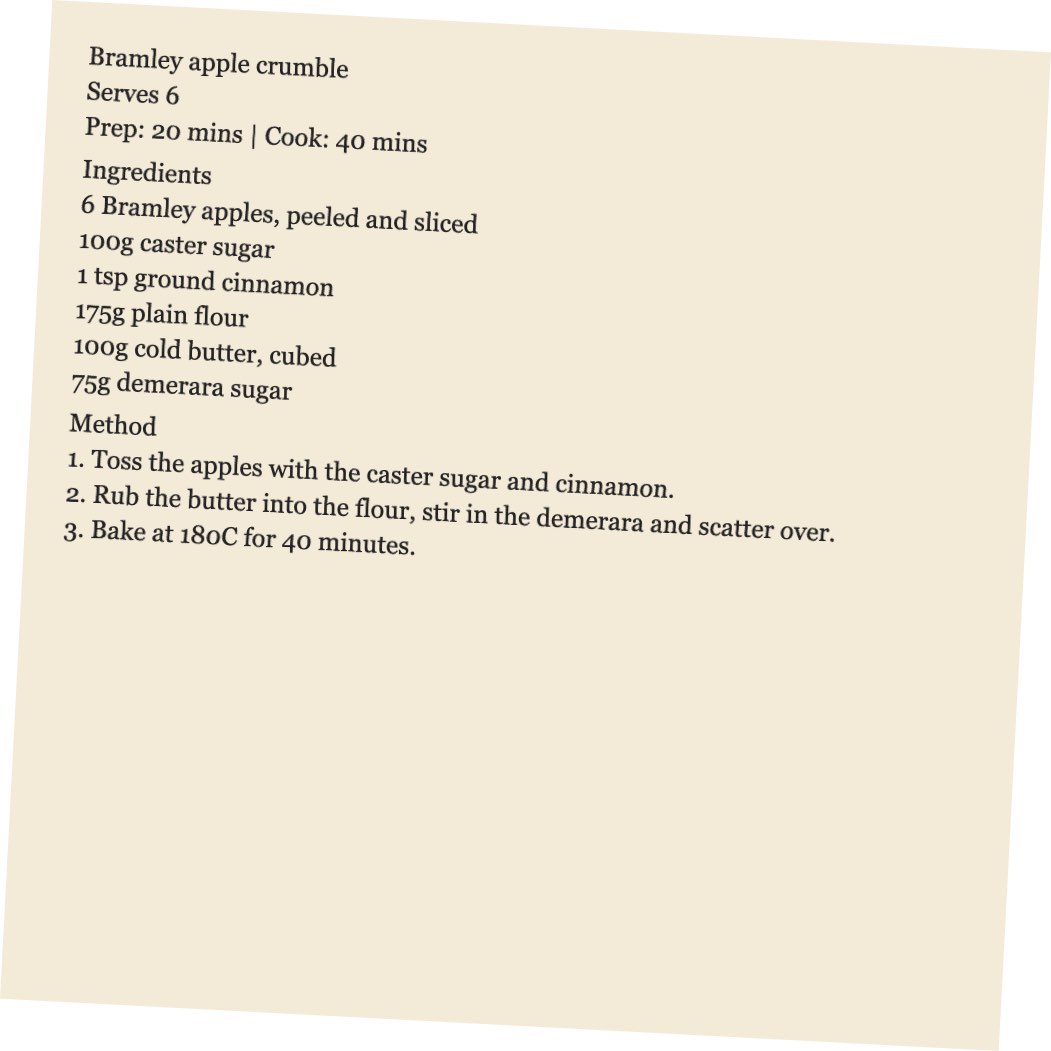 Bramley apple crumble
Serves 6
Prep: 20 mins | Cook: 40 mins
Ingredients
6 Bramley apples, peeled and sliced
100g caster sugar
1 tsp ground cinnamon
175g plain flour
100g cold butter, cubed
75g demerara sugar
Method
1. Toss the apples with the caster sugar and cinnamon.
2. Rub the butter into the flour, stir in the demerara and scatter over.
3. Bake at 180C for 40 minutes.